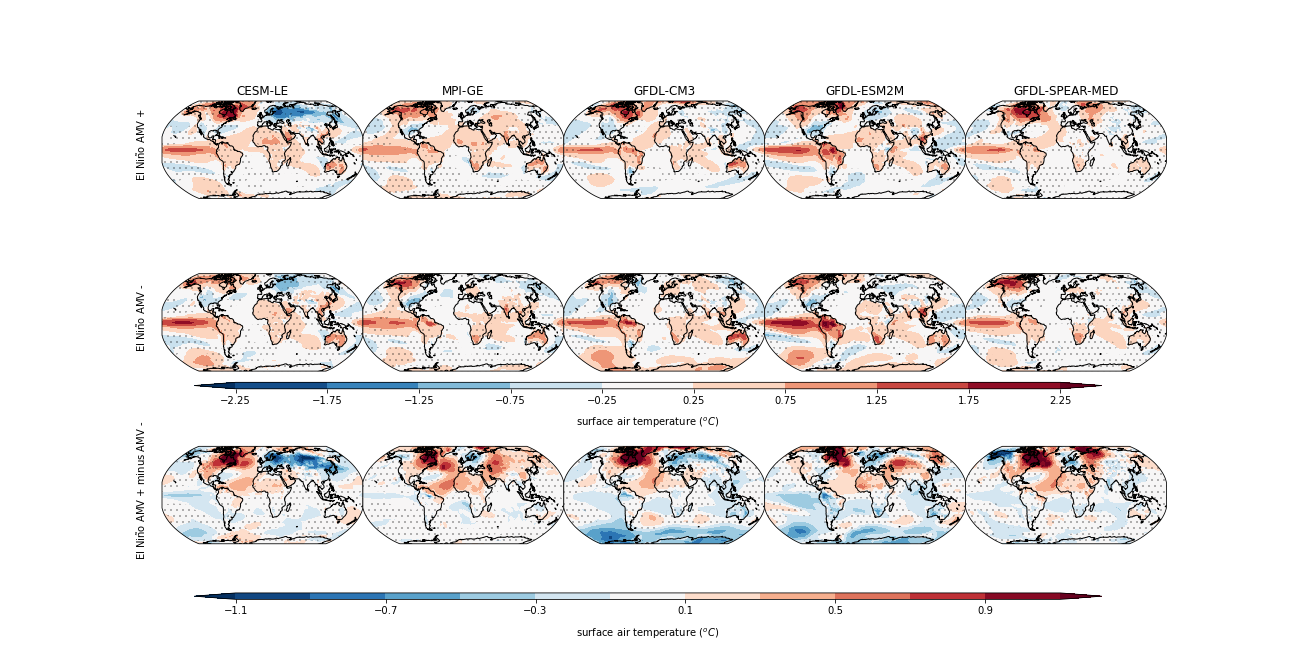 CESM-LE MPI-GE GFDL-CM3 GFDL-ESM2M GFDL-SPEAR-MED
El Niño AMV +
El Niño AMV -
−2.25 −1.75 −1.25 −0.75 −0.25 0.25 0.75 1.25 1.75 2.25
surface air temperature (°C)
El Niño AMV + minus AMV -
−1.1 −0.7 −0.3 0.1 0.5 0.9
surface air temperature (°C)